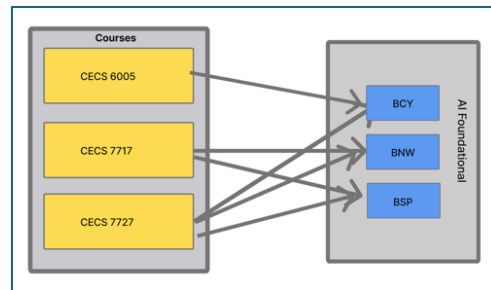 Courses
CECS 6005
CECS 7717
CECS 7727
BCY
BNW
BSP
AI Foundational